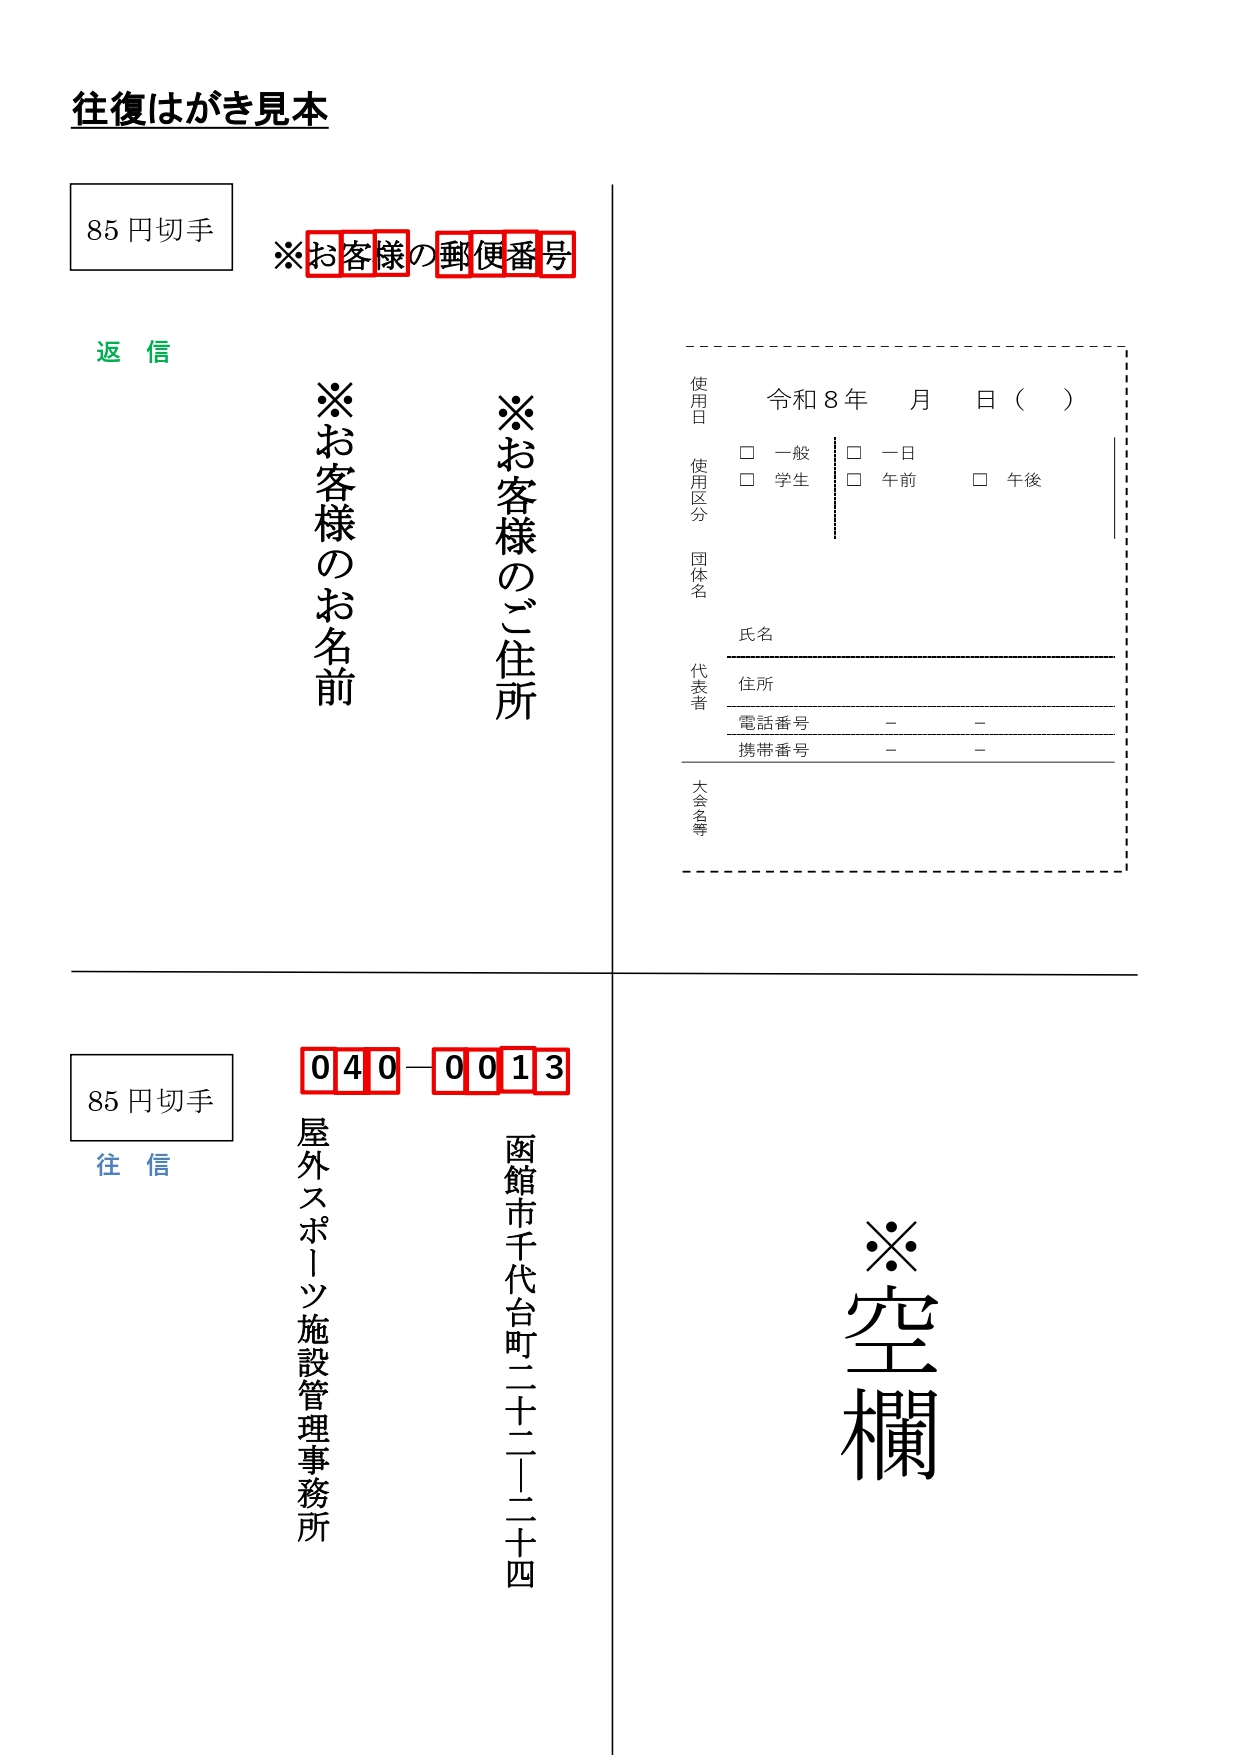 往復はがき見本
85 円切手
※お客様の郵便番号
返　信
※お客様のご住所
※お客様のお名前
使用日
令和８年　月　日（　）
使用区分
□　一般　□　一日
□　学生　□　午前　□　午後
団体名
代表者
氏名
住所
電話番号　－　－
携帯番号　－　－
大会名等
85 円切手
040―0013
往　信
函館市千代台町二十二―二十四
屋外スポーツ施設管理事務所
※空欄